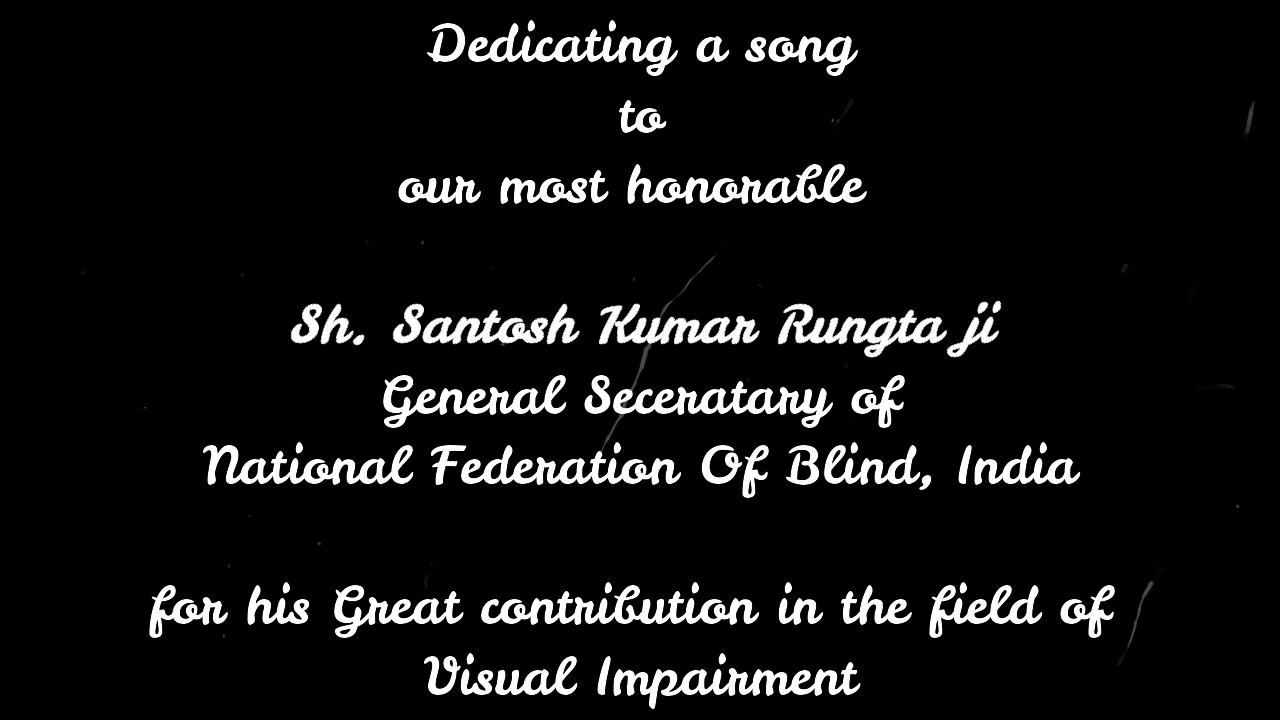 Dedicating a song
to
our most honorable
Sh. Santosh Kumar Rungta ji
General Seceratary of
National Federation Of Blind, India
for his Great contribution in the field of
Visual Impairment